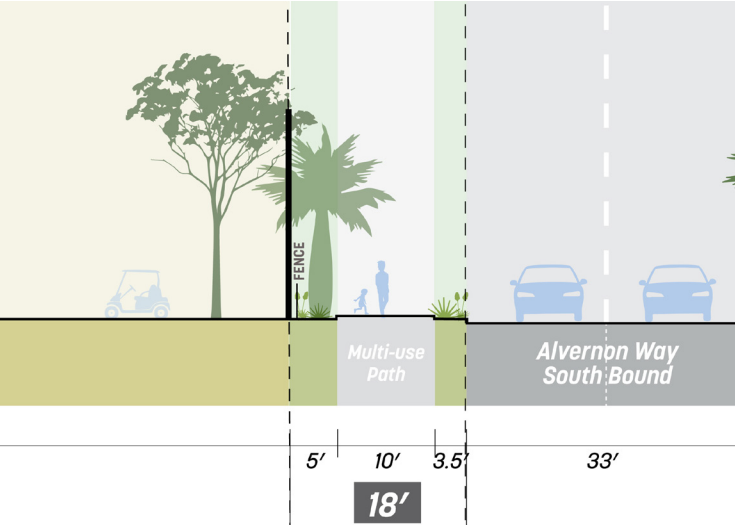 FENCE
Multi-use
Path
Alvernon Way
South Bound
5' 10' 3.5' 33'
18'